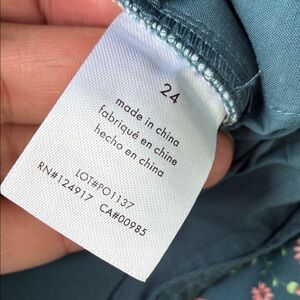 24
made in china
fabriqué en chine
hecho en china
LOT#PO1137
RN#124917 CA#00985